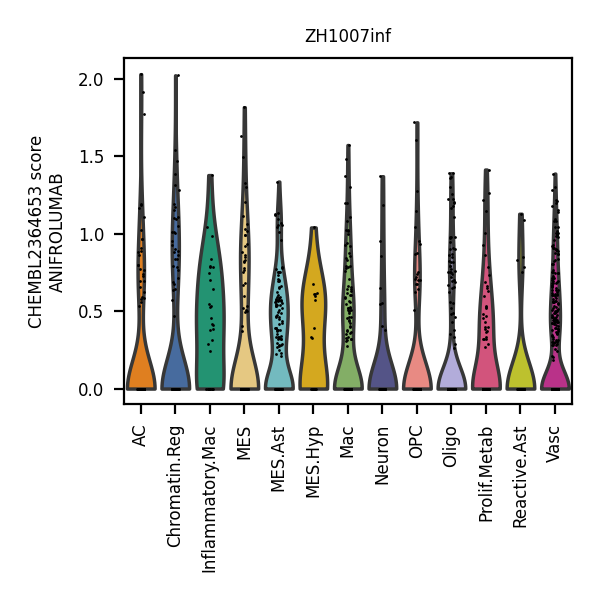 ZH1007inf
CHEMBL2364653 score
ANIFROLUMAB
2.0
1.5
1.0
0.5
0.0
AC
Chromatin.Reg
Inflammatory.Mac
MES
MES.Ast
MES.Hyp
Mac
Neuron
OPC
Oligo
Prolif.Metab
Reactive.Ast
Vasc